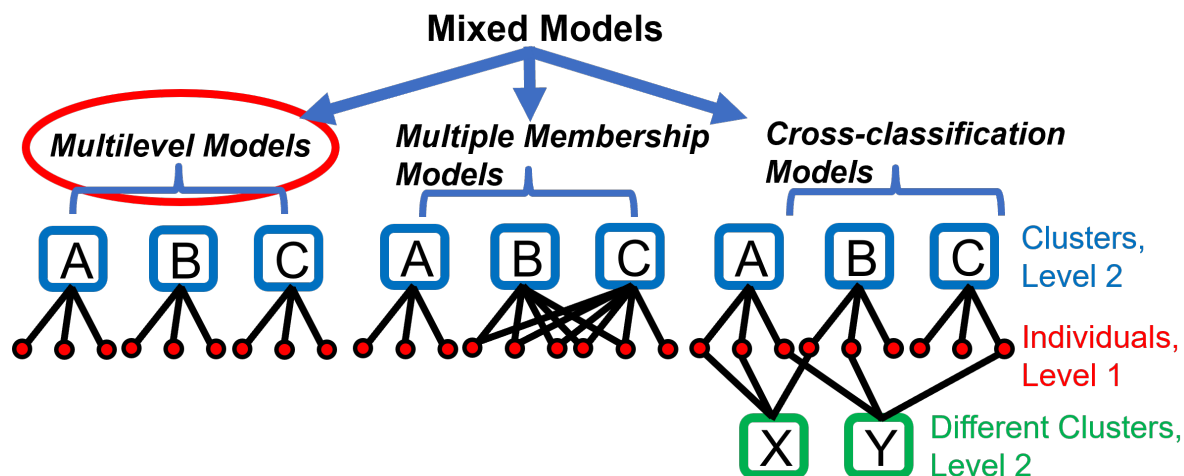 Mixed Models
Multilevel Models
Multiple Membership
Models
Cross-classification
Models
A B C A B C A B C
Clusters,
Level 2
Individuals,
Level 1
X Y
Different Clusters,
Level 2